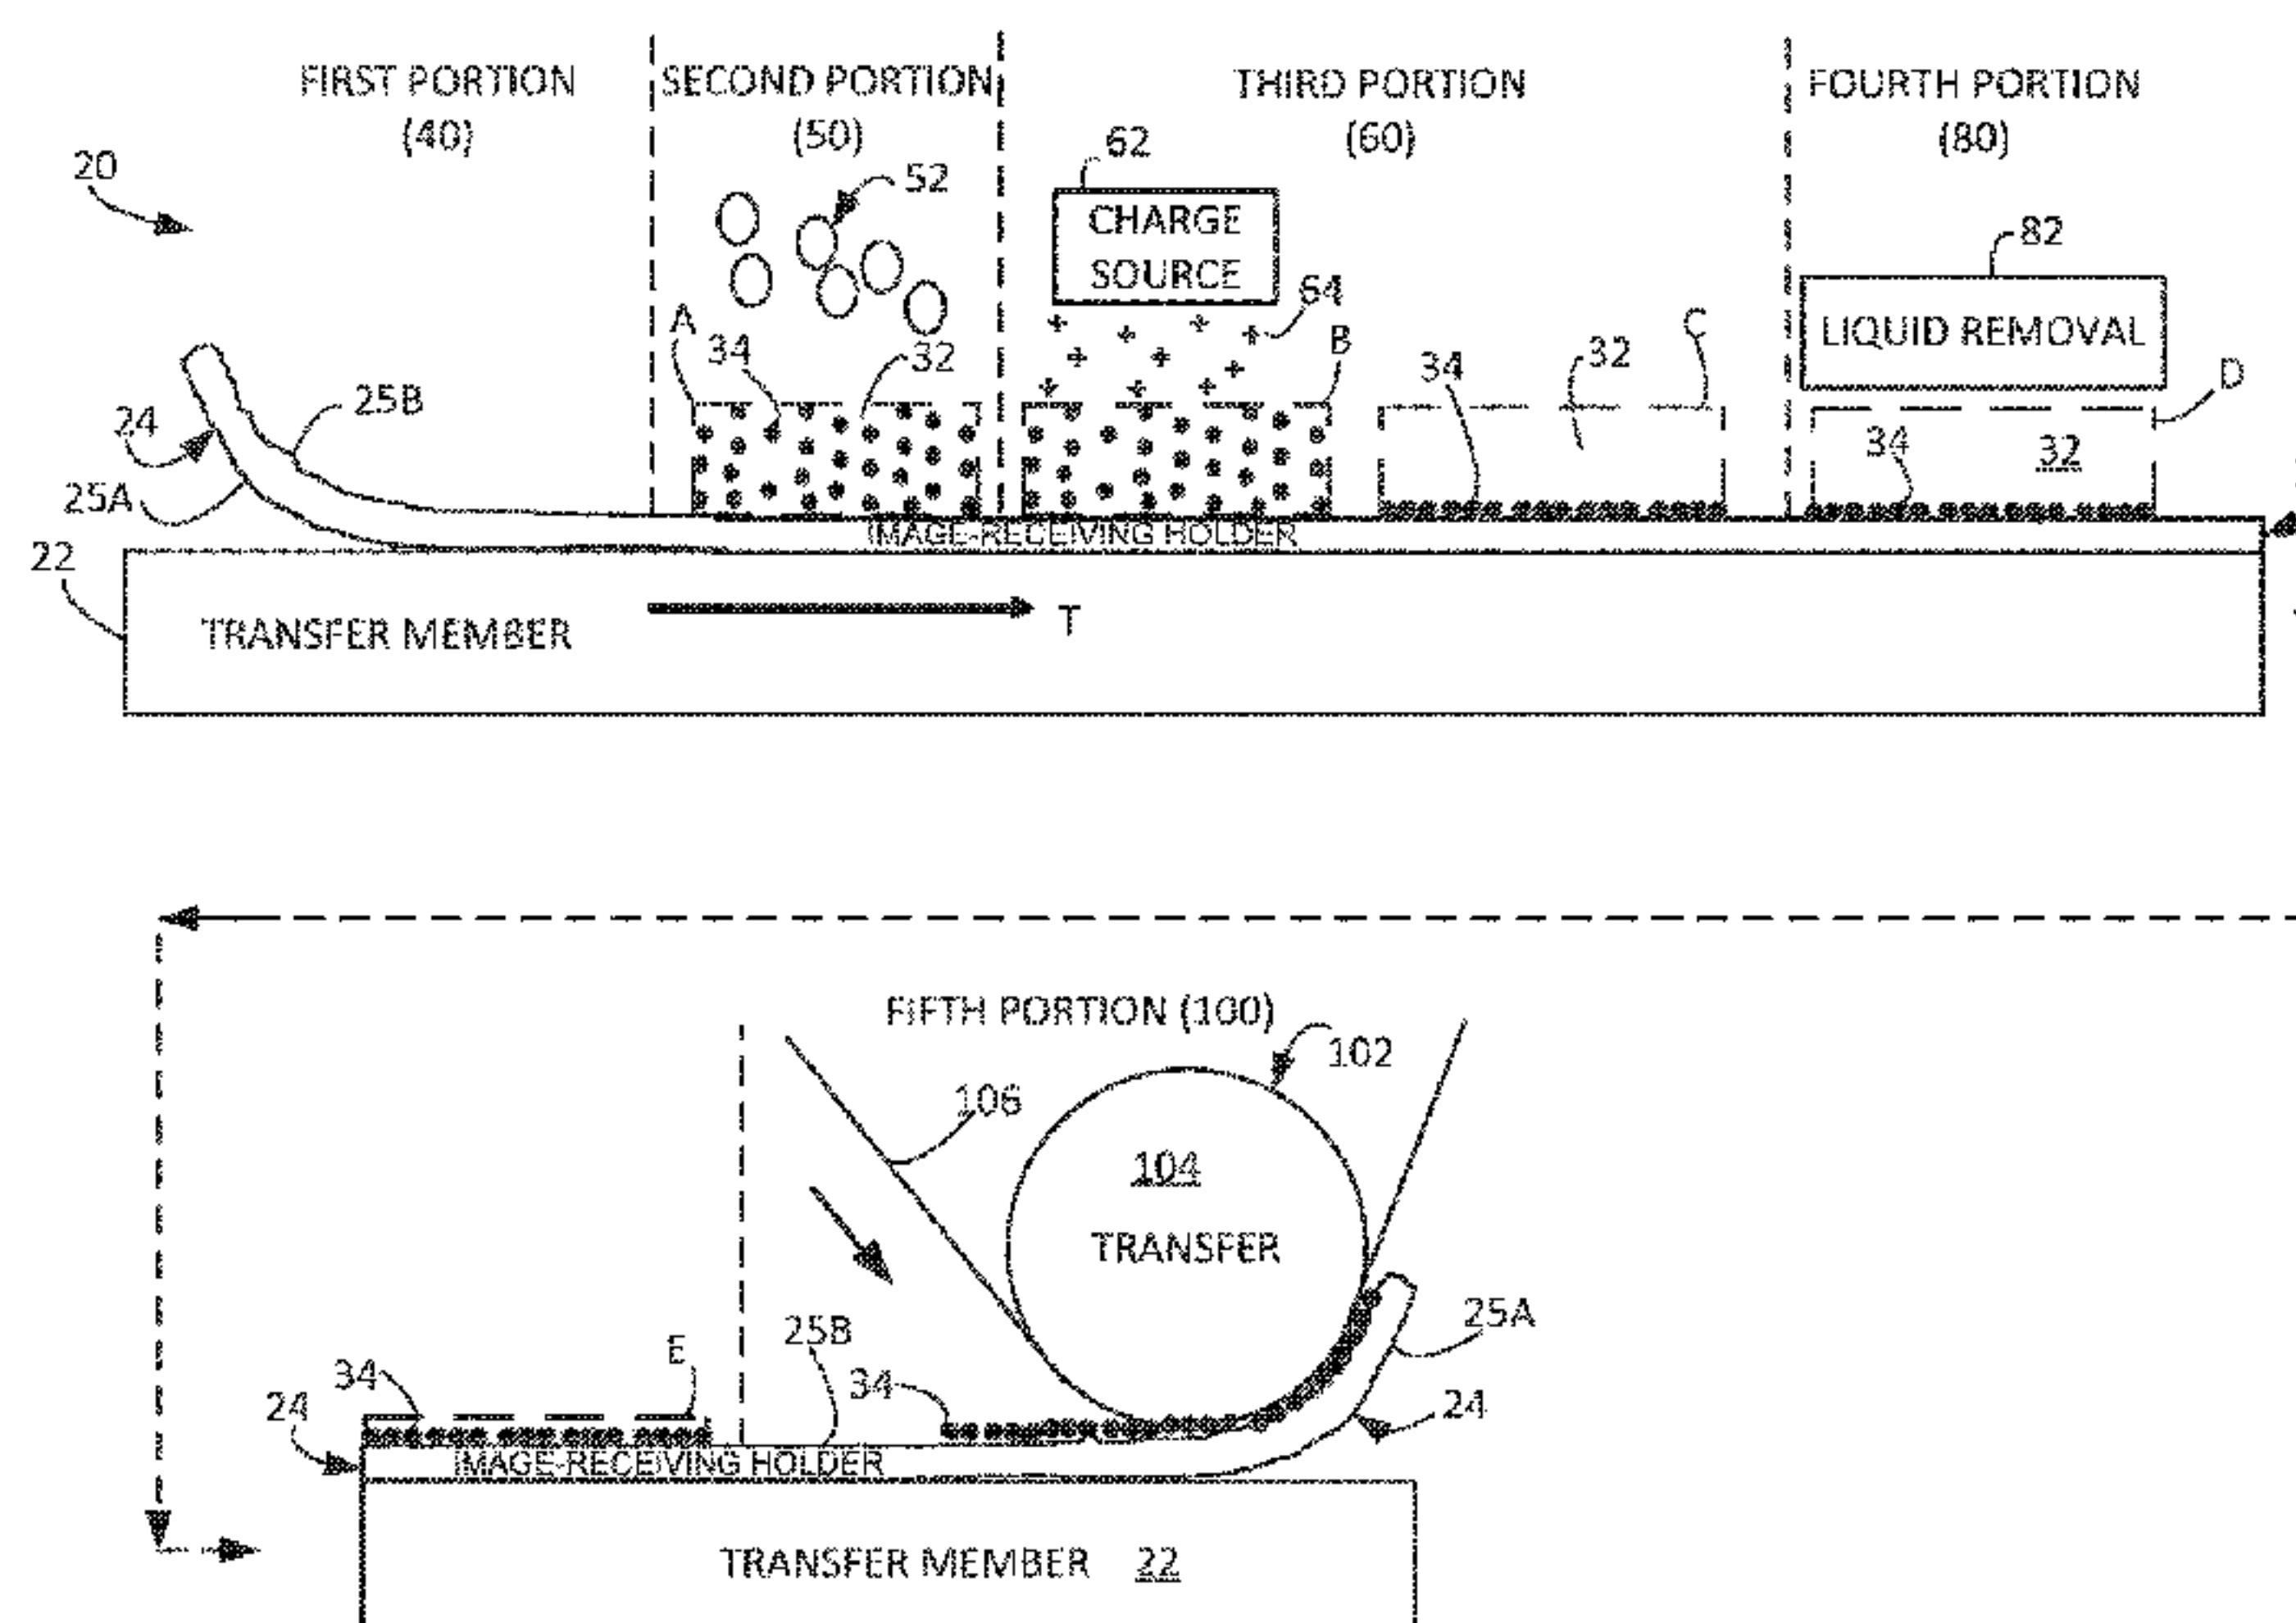 FIRST PORTION
(40)
SECOND PORTION
(50)
THIRD PORTION
(60)
FOURTH PORTION
(80)
20
52
62
CHARGE
SOURCE
64
82
LIQUID REMOVAL
A
34
32
B
34
32
C
D
34
32
24
25B
25A
IMAGE-RECEIVING HOLDER
22
TRANSFER MEMBER
T
FIFTH PORTION (100)
102
106
104
TRANSFER
25A
25B
E
34
34
24
24
IMAGE-RECEIVING HOLDER
TRANSFER MEMBER 22